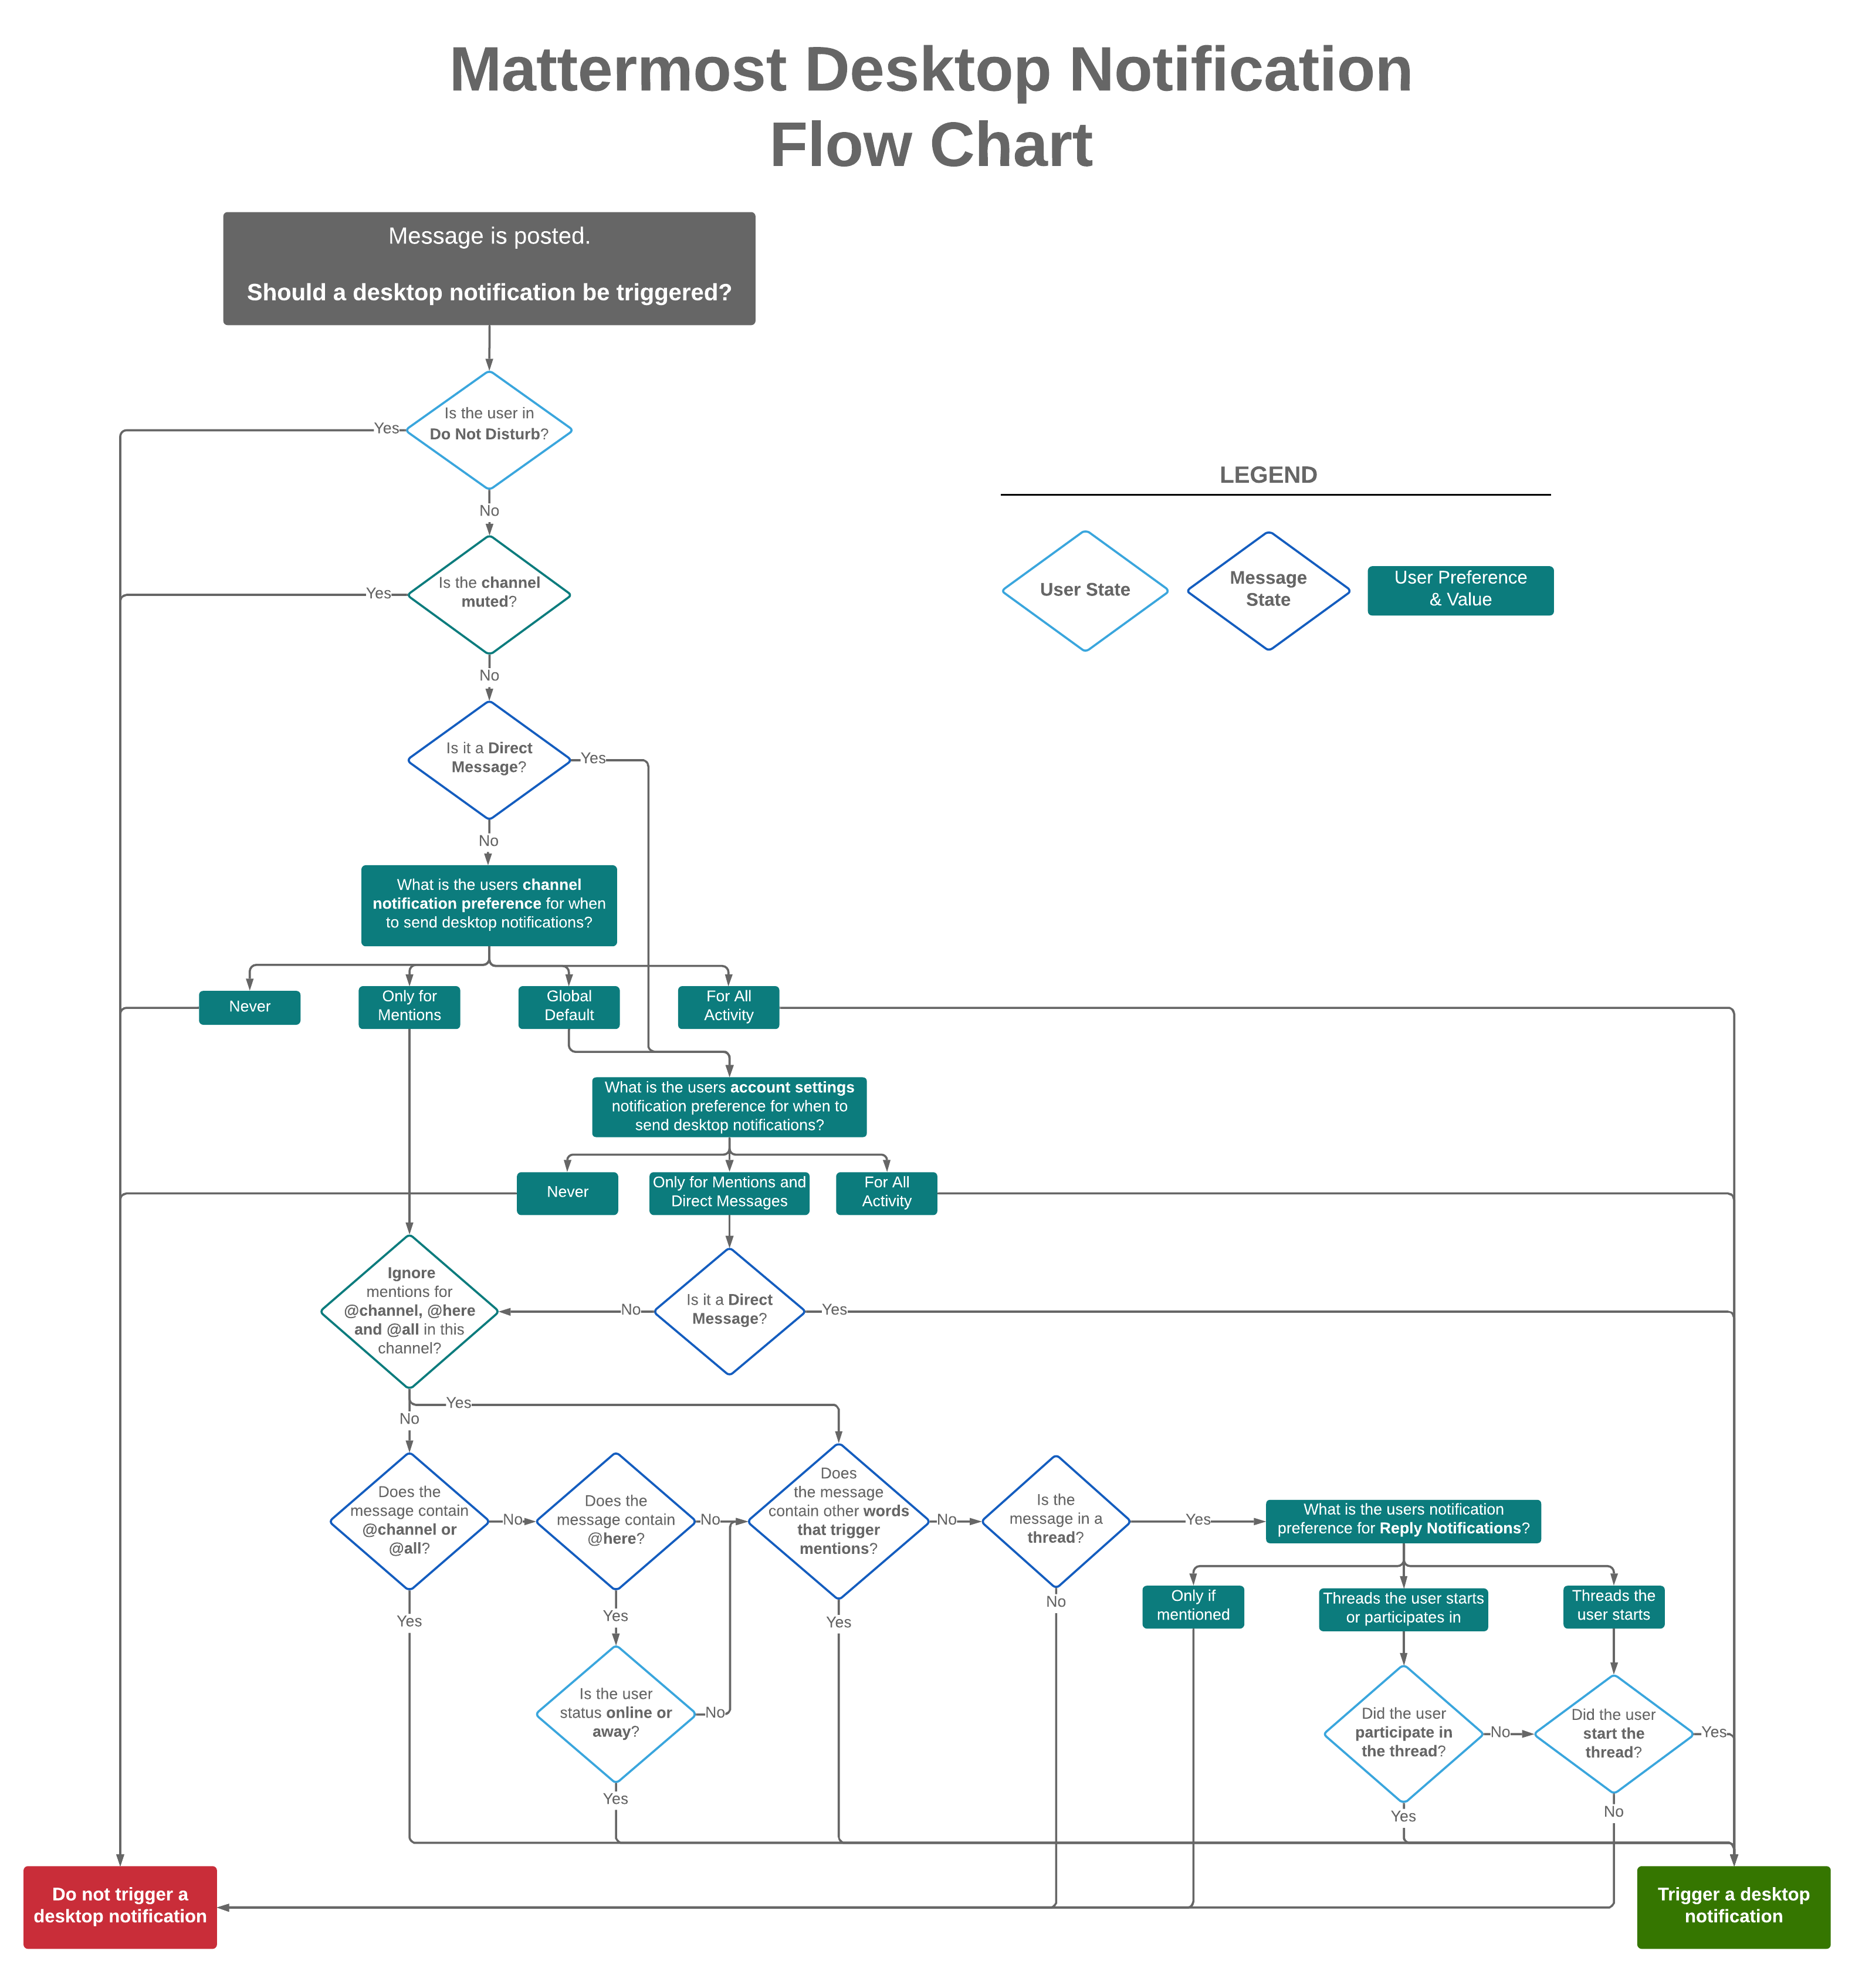 Mattermost Desktop Notification
Flow Chart
Message is posted.
Should a desktop notification be triggered?
Is the user in
Do Not Disturb?
Yes
No
LEGEND
User State
Message
State
User Preference
& Value
Is the channel
muted?
Yes
No
Is it a Direct
Message?
Yes
No
What is the users channel
notification preference for when
to send desktop notifications?
Never
Only for
Mentions
Global
Default
For All
Activity
What is the users account settings
notification preference for when to
send desktop notifications?
Never
Only for Mentions and
Direct Messages
For All
Activity
Ignore
mentions for
@channel, @here
and @all in this
channel?
No
Is it a Direct
Message?
Yes
Yes
No
Does the
message contain
@channel or
@all?
No
Does the
message contain
@here?
No
Does
the message
contain other words
that trigger
mentions?
No
Is the
message in a
thread?
Yes
What is the users notification
preference for Reply Notifications?
Yes
Yes
Yes
No
Only if
mentioned
Threads the user starts
or participates in
Threads the
user starts
Is the user
status online or
away?
No
Did the user
participate in
the thread?
No
Did the user
start the
thread?
Yes
Yes
Yes
No
Do not trigger a
desktop notification
Trigger a desktop
notification